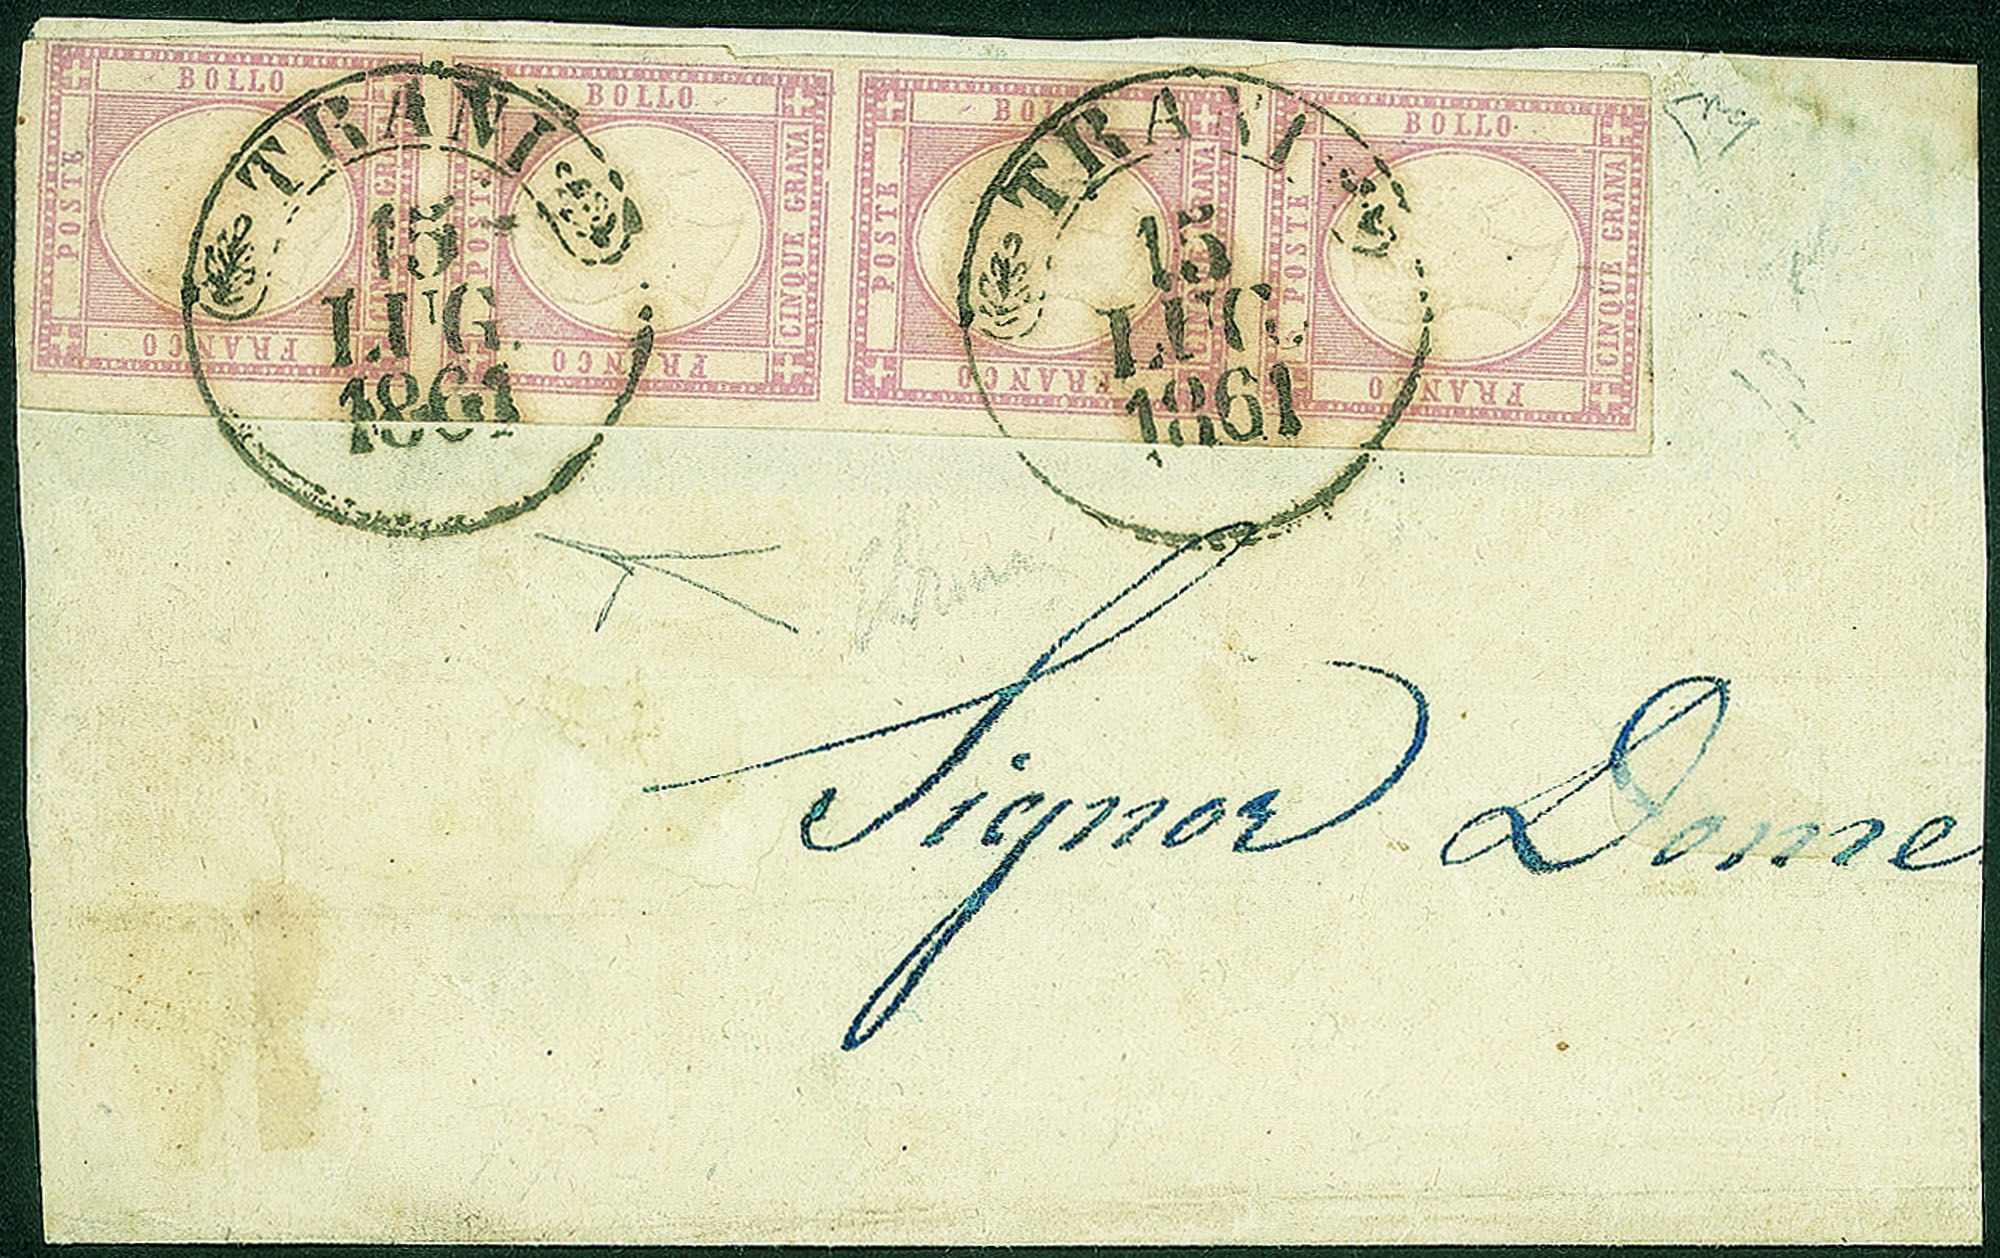 BOLLO
POSTE
CINQUE GRANA
FRANCO
BOLLO
POSTE
CINQUE GRANA
FRANCO
BOLLO
POSTE
CINQUE GRANA
FRANCO
BOLLO
POSTE
CINQUE GRANA
FRANCO
TRANI
15
LUG.
1861
TRANI
15
LUG
1861
Signor Dome